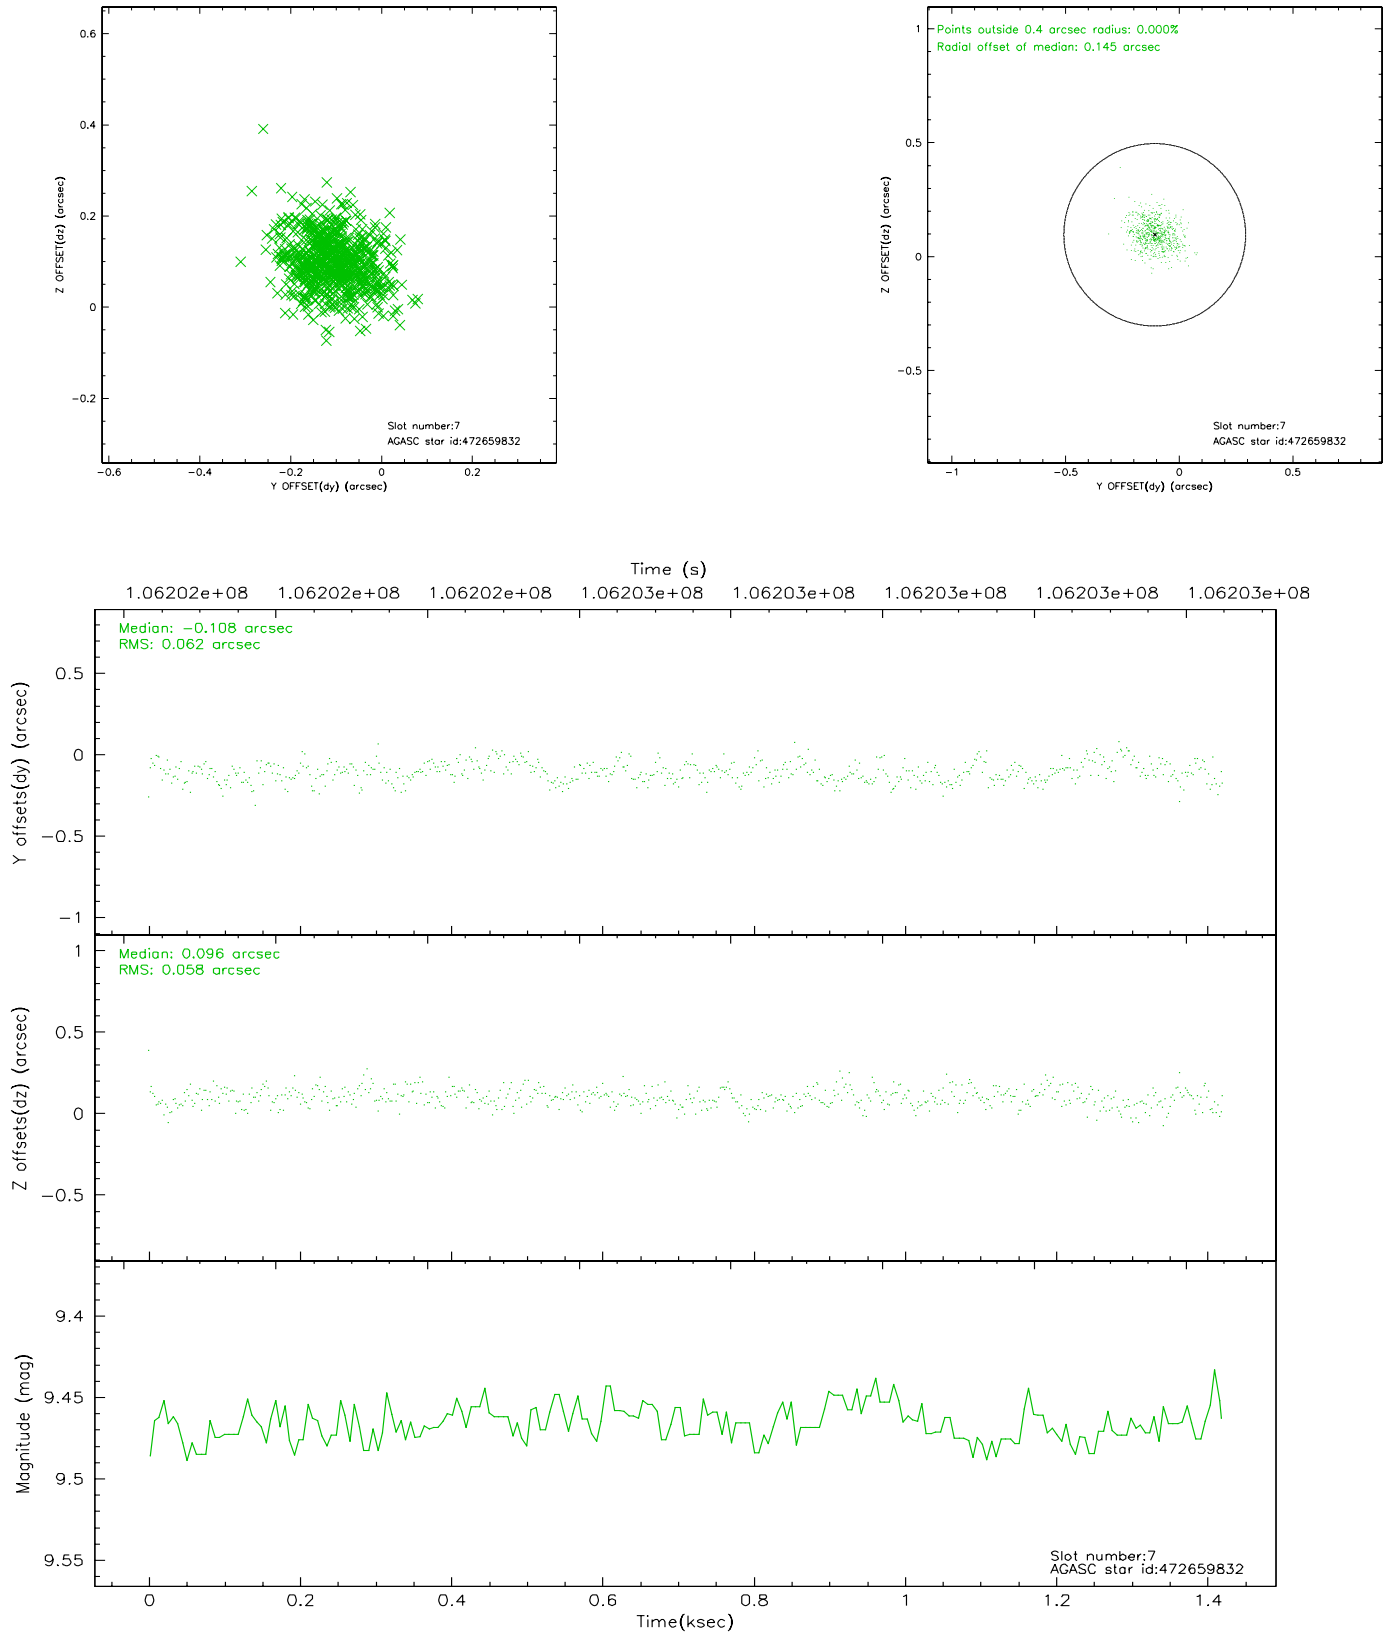 0.6
0.4
0.2
0
−0.2
Z OFFSET(dz) (arcsec)
Slot number:7
AGASC star id:472659832
−0.6 −0.4 −0.2 0 0.2
Y OFFSET(dy) (arcsec)
Points outside 0.4 arcsec radius: 0.000%
Radial offset of median: 0.145 arcsec
1
0.5
0
−0.5
Z OFFSET(dz) (arcsec)
Slot number:7
AGASC star id:472659832
−1 −0.5 0 0.5
Y OFFSET(dy) (arcsec)
Time (s)
1.06202e+08 1.06202e+08 1.06202e+08 1.06203e+08 1.06203e+08 1.06203e+08 1.06203e+08 1.06203e+08
Median: −0.108 arcsec
RMS: 0.062 arcsec
0.5
0
−0.5
−1
Y offsets(dy) (arcsec)
Median: 0.096 arcsec
RMS: 0.058 arcsec
1
0.5
0
−0.5
Z offsets(dz) (arcsec)
9.4
9.45
9.5
9.55
Magnitude (mag)
Slot number:7
AGASC star id:472659832
0 0.2 0.4 0.6 0.8 1 1.2 1.4
Time(ksec)